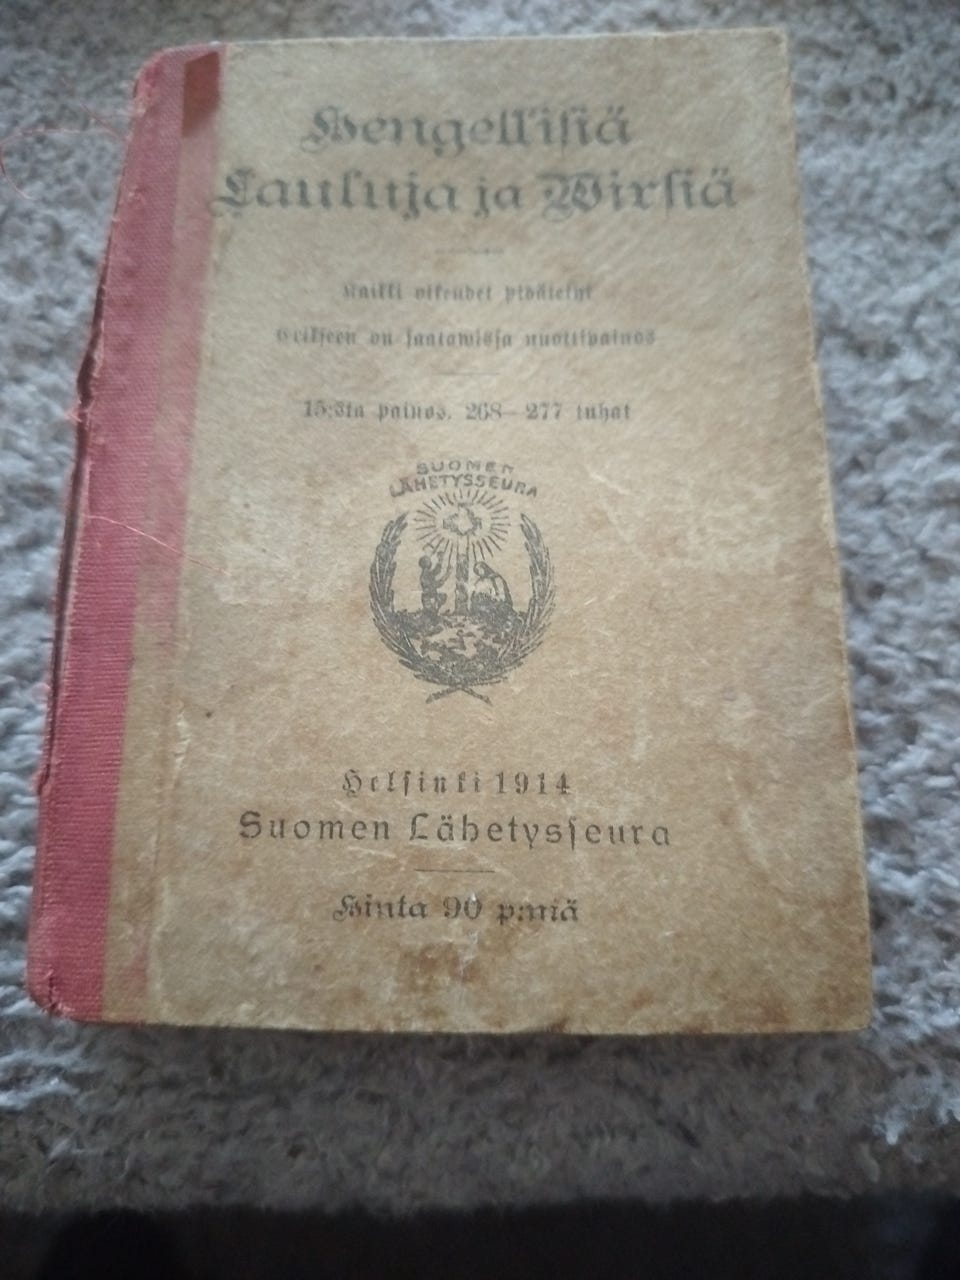 Hengellisiä
Lauluja ja Wirsiä
Kaikki oikeudet pidätetyt
Erikseen on saatawissa nuottipainos
15:sta painos. 268—277 tuhat
SUOMEN
LÄHETYSSEURA
Helsinki 1914
Suomen Lähetysseura
Hinta 90 p:niä